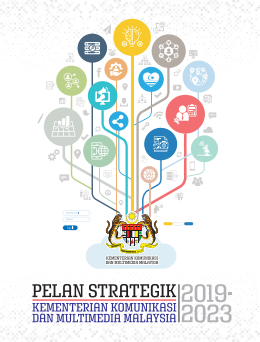 KEMENTERIAN KOMUNIKASI
DAN MULTIMEDIA MALAYSIA
PELAN STRATEGIK 2019-
KEMENTERIAN KOMUNIKASI
DAN MULTIMEDIA MALAYSIA 2023